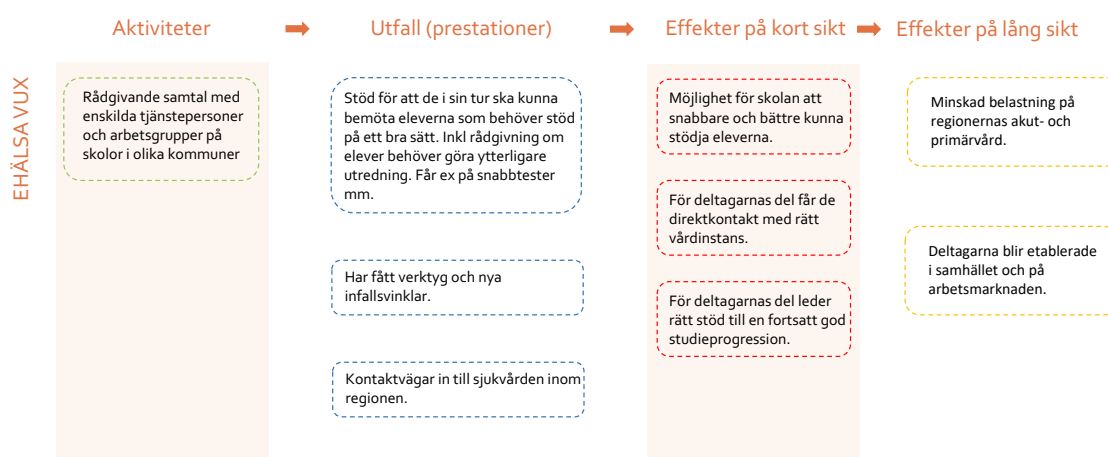 Aktiviteter
Utfall (prestationer)
Effekter på kort sikt
Effekter på lång sikt
EHÄLSA VUX
Rådgivande samtal med
enskilda tjänstepersoner
och arbetsgrupper på
skolor i olika kommuner
Stöd för att de i sin tur ska kunna
bemöta eleverna som behöver stöd
på ett bra sätt. Inkl rådgivning om
elever behöver göra ytterligare
utredning. Får ex på snabbtester
mm.
Har fått verktyg och nya
infallsvinklar.
Kontaktvägar in till sjukvården inom
regionen.
Möjlighet för skolan att
snabbare och bättre kunna
stödja eleverna.
För deltagarnas del får de
direktkontakt med rätt
vårdinstans.
För deltagarnas del leder
rätt stöd till en fortsatt god
studieprogression.
Minskad belastning på
regionernas akut- och
primärvård.
Deltagarna blir etablerade
i samhället och på
arbetsmarknaden.